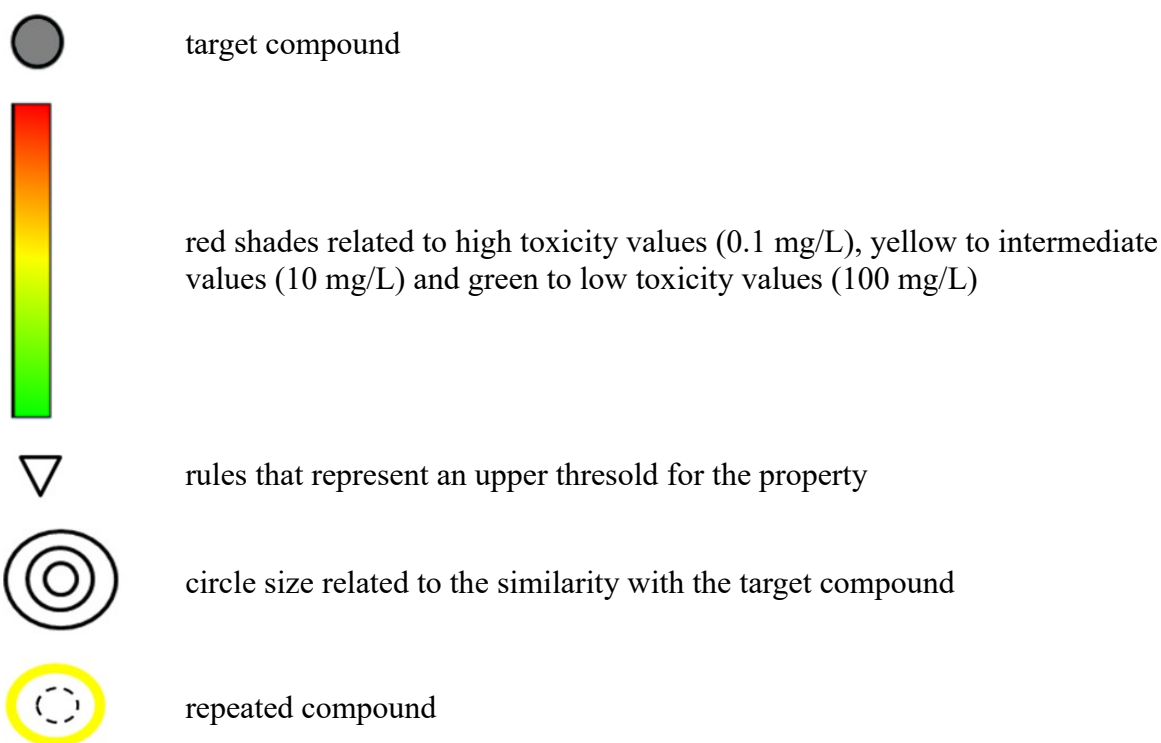 target compound
red shades related to high toxicity values (0.1 mg/L), yellow to intermediate
values (10 mg/L) and green to low toxicity values (100 mg/L)
rules that represent an upper thresold for the property
circle size related to the similarity with the target compound
repeated compound